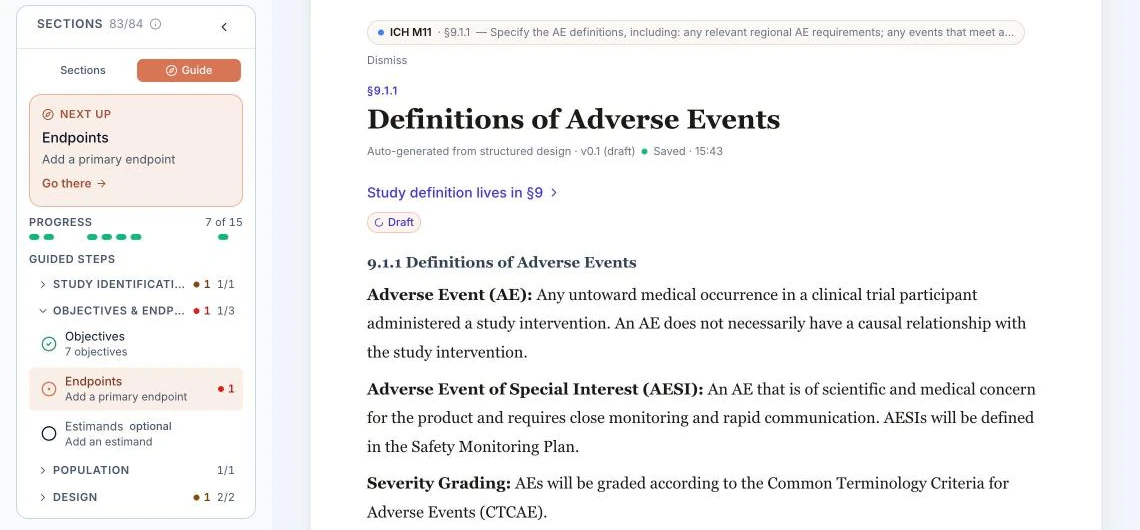 SECTIONS 83/84
Sections
Guide
NEXT UP
Endpoints
Add a primary endpoint
Go there →
PROGRESS 7 of 15
GUIDED STEPS
STUDY IDENTIFICATI... 1 1/1
OBJECTIVES & ENDP... 1 1/3
Objectives
7 objectives
Endpoints
Add a primary endpoint
1
Estimands optional
Add an estimand
POPULATION 1/1
DESIGN 1 2/2
ICH M11 · §9.1.1 — Specify the AE definitions, including: any relevant regional AE requirements; any events that meet a...
Dismiss
§9.1.1
Definitions of Adverse Events
Auto-generated from structured design · v0.1 (draft) ● Saved · 15:43
Study definition lives in §9 >
Draft
9.1.1 Definitions of Adverse Events
Adverse Event (AE): Any untoward medical occurrence in a clinical trial participant
administered a study intervention. An AE does not necessarily have a causal relationship with
the study intervention.
Adverse Event of Special Interest (AESI): An AE that is of scientific and medical concern
for the product and requires close monitoring and rapid communication. AESIs will be defined
in the Safety Monitoring Plan.
Severity Grading: AEs will be graded according to the Common Terminology Criteria for
Adverse Events (CTCAE).